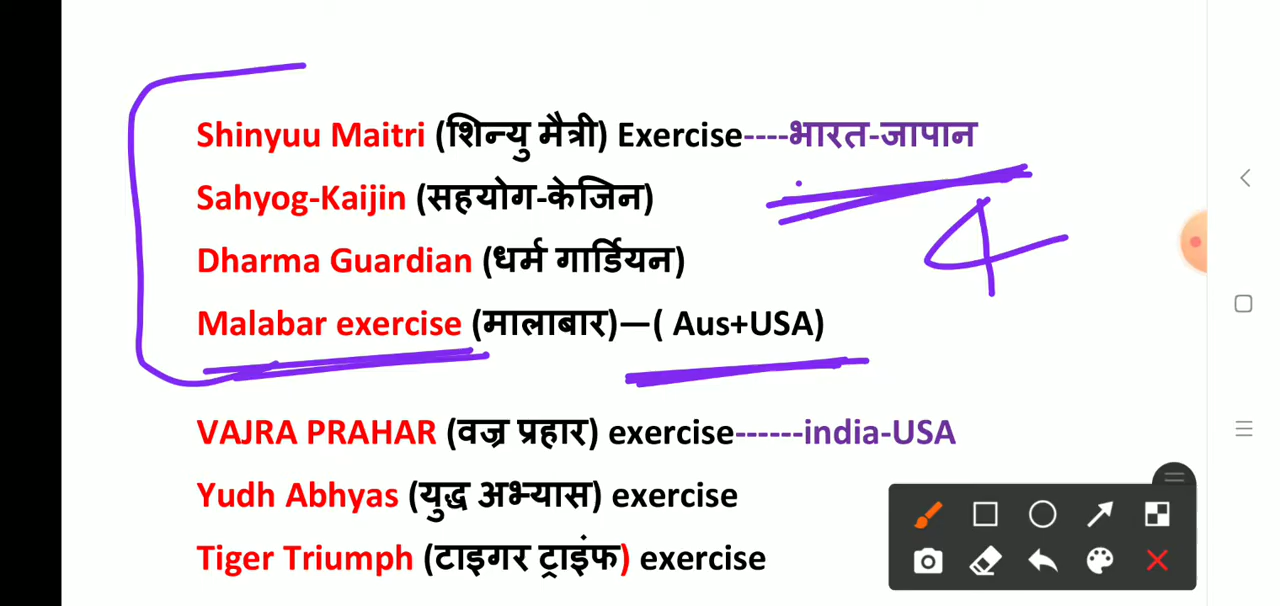 Shinyuu Maitri (शिन्यु मैत्री) Exercise----भारत-जापान
Sahyog-Kaijin (सहयोग-केजिन)
4
Dharma Guardian (धर्म गार्डियन)
Malabar exercise (मालाबार)—( Aus+USA)
VAJRA PRAHAR (वज्र प्रहार) exercise------india-USA
Yudh Abhyas (युद्ध अभ्यास) exercise
Tiger Triumph (टाइगर ट्राइंफ) exercise